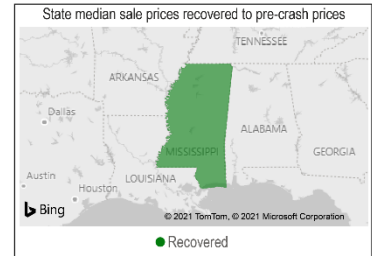 State median sale prices recovered to pre-crash prices
TENNESSEE
ARKANSAS
Dallas
MISSISSIPPI
ALABAMA
GEORGIA
LOUISIANA
Austin
Houston
Bing
© 2021 TomTom, © 2021 Microsoft Corporation
Recovered